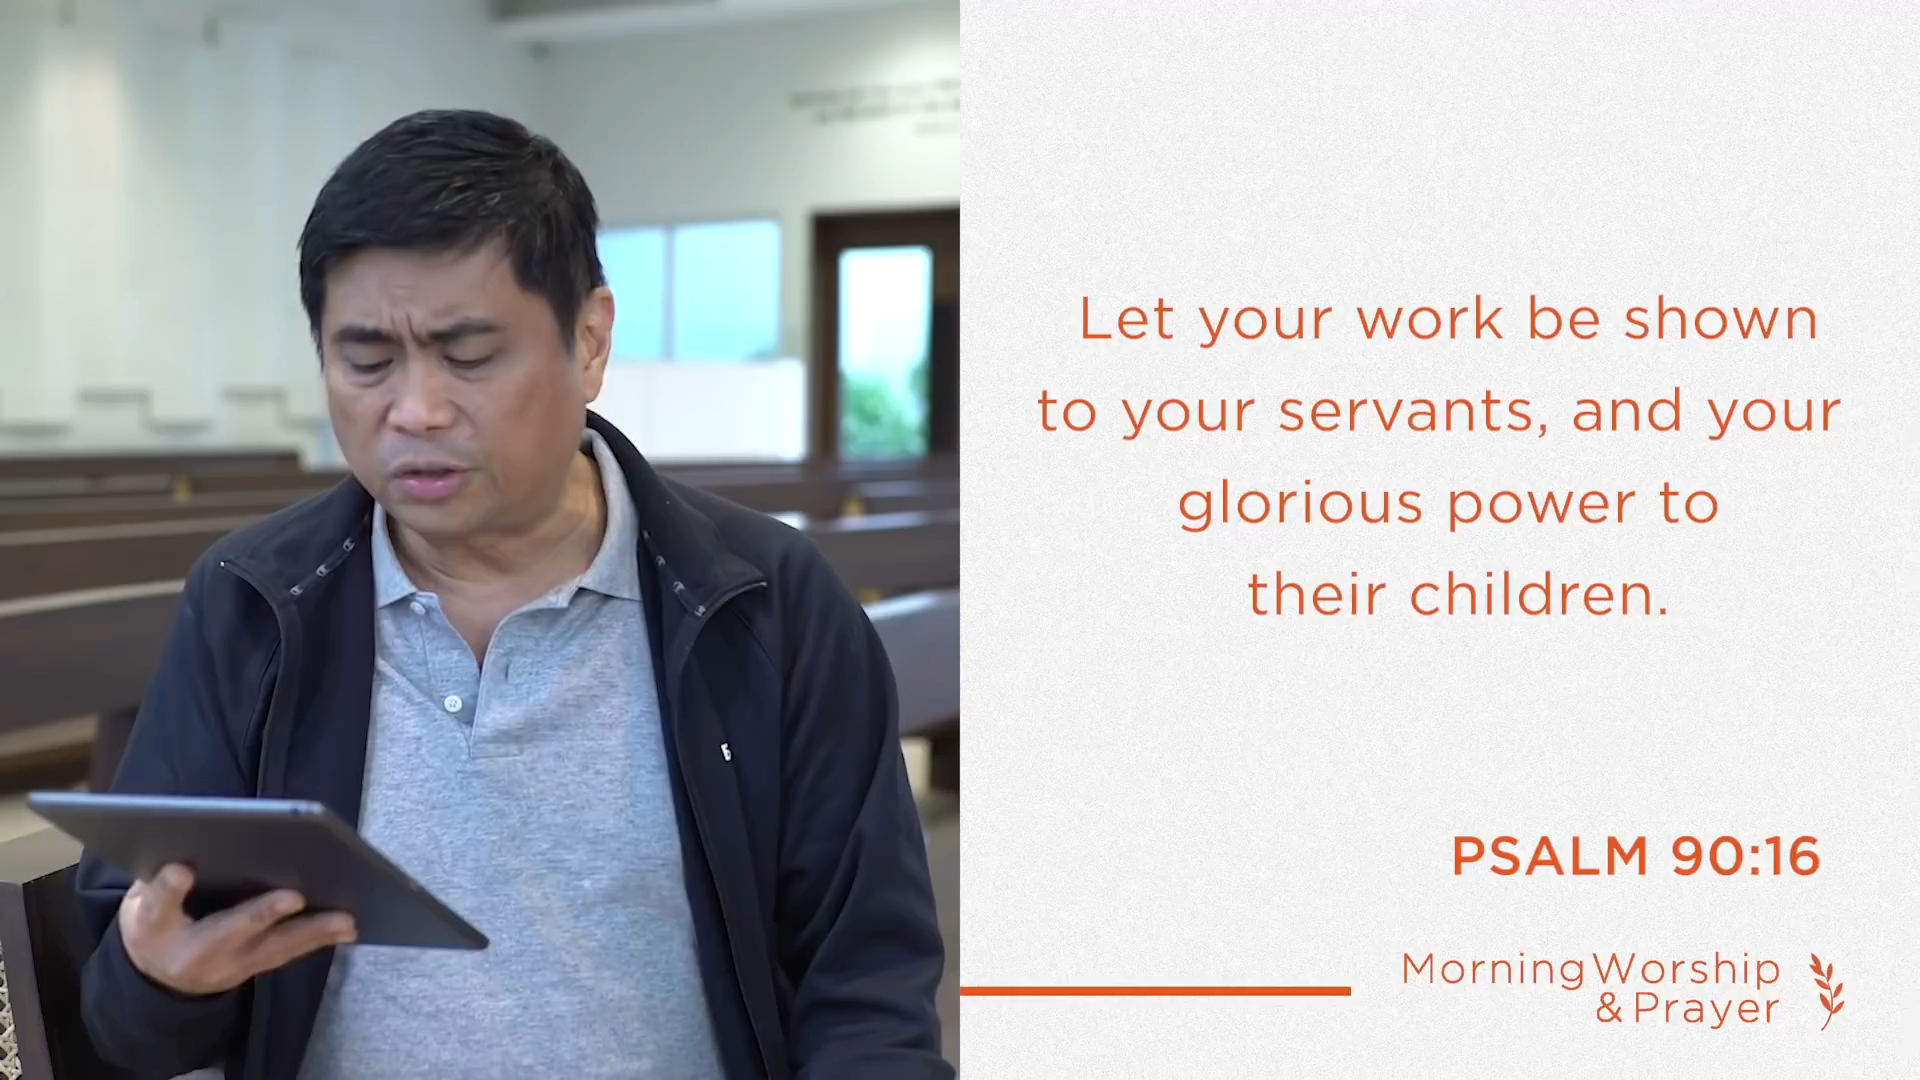 Let your work be shown
to your servants, and your
glorious power to
their children.
PSALM 90:16
Morning Worship
& Prayer